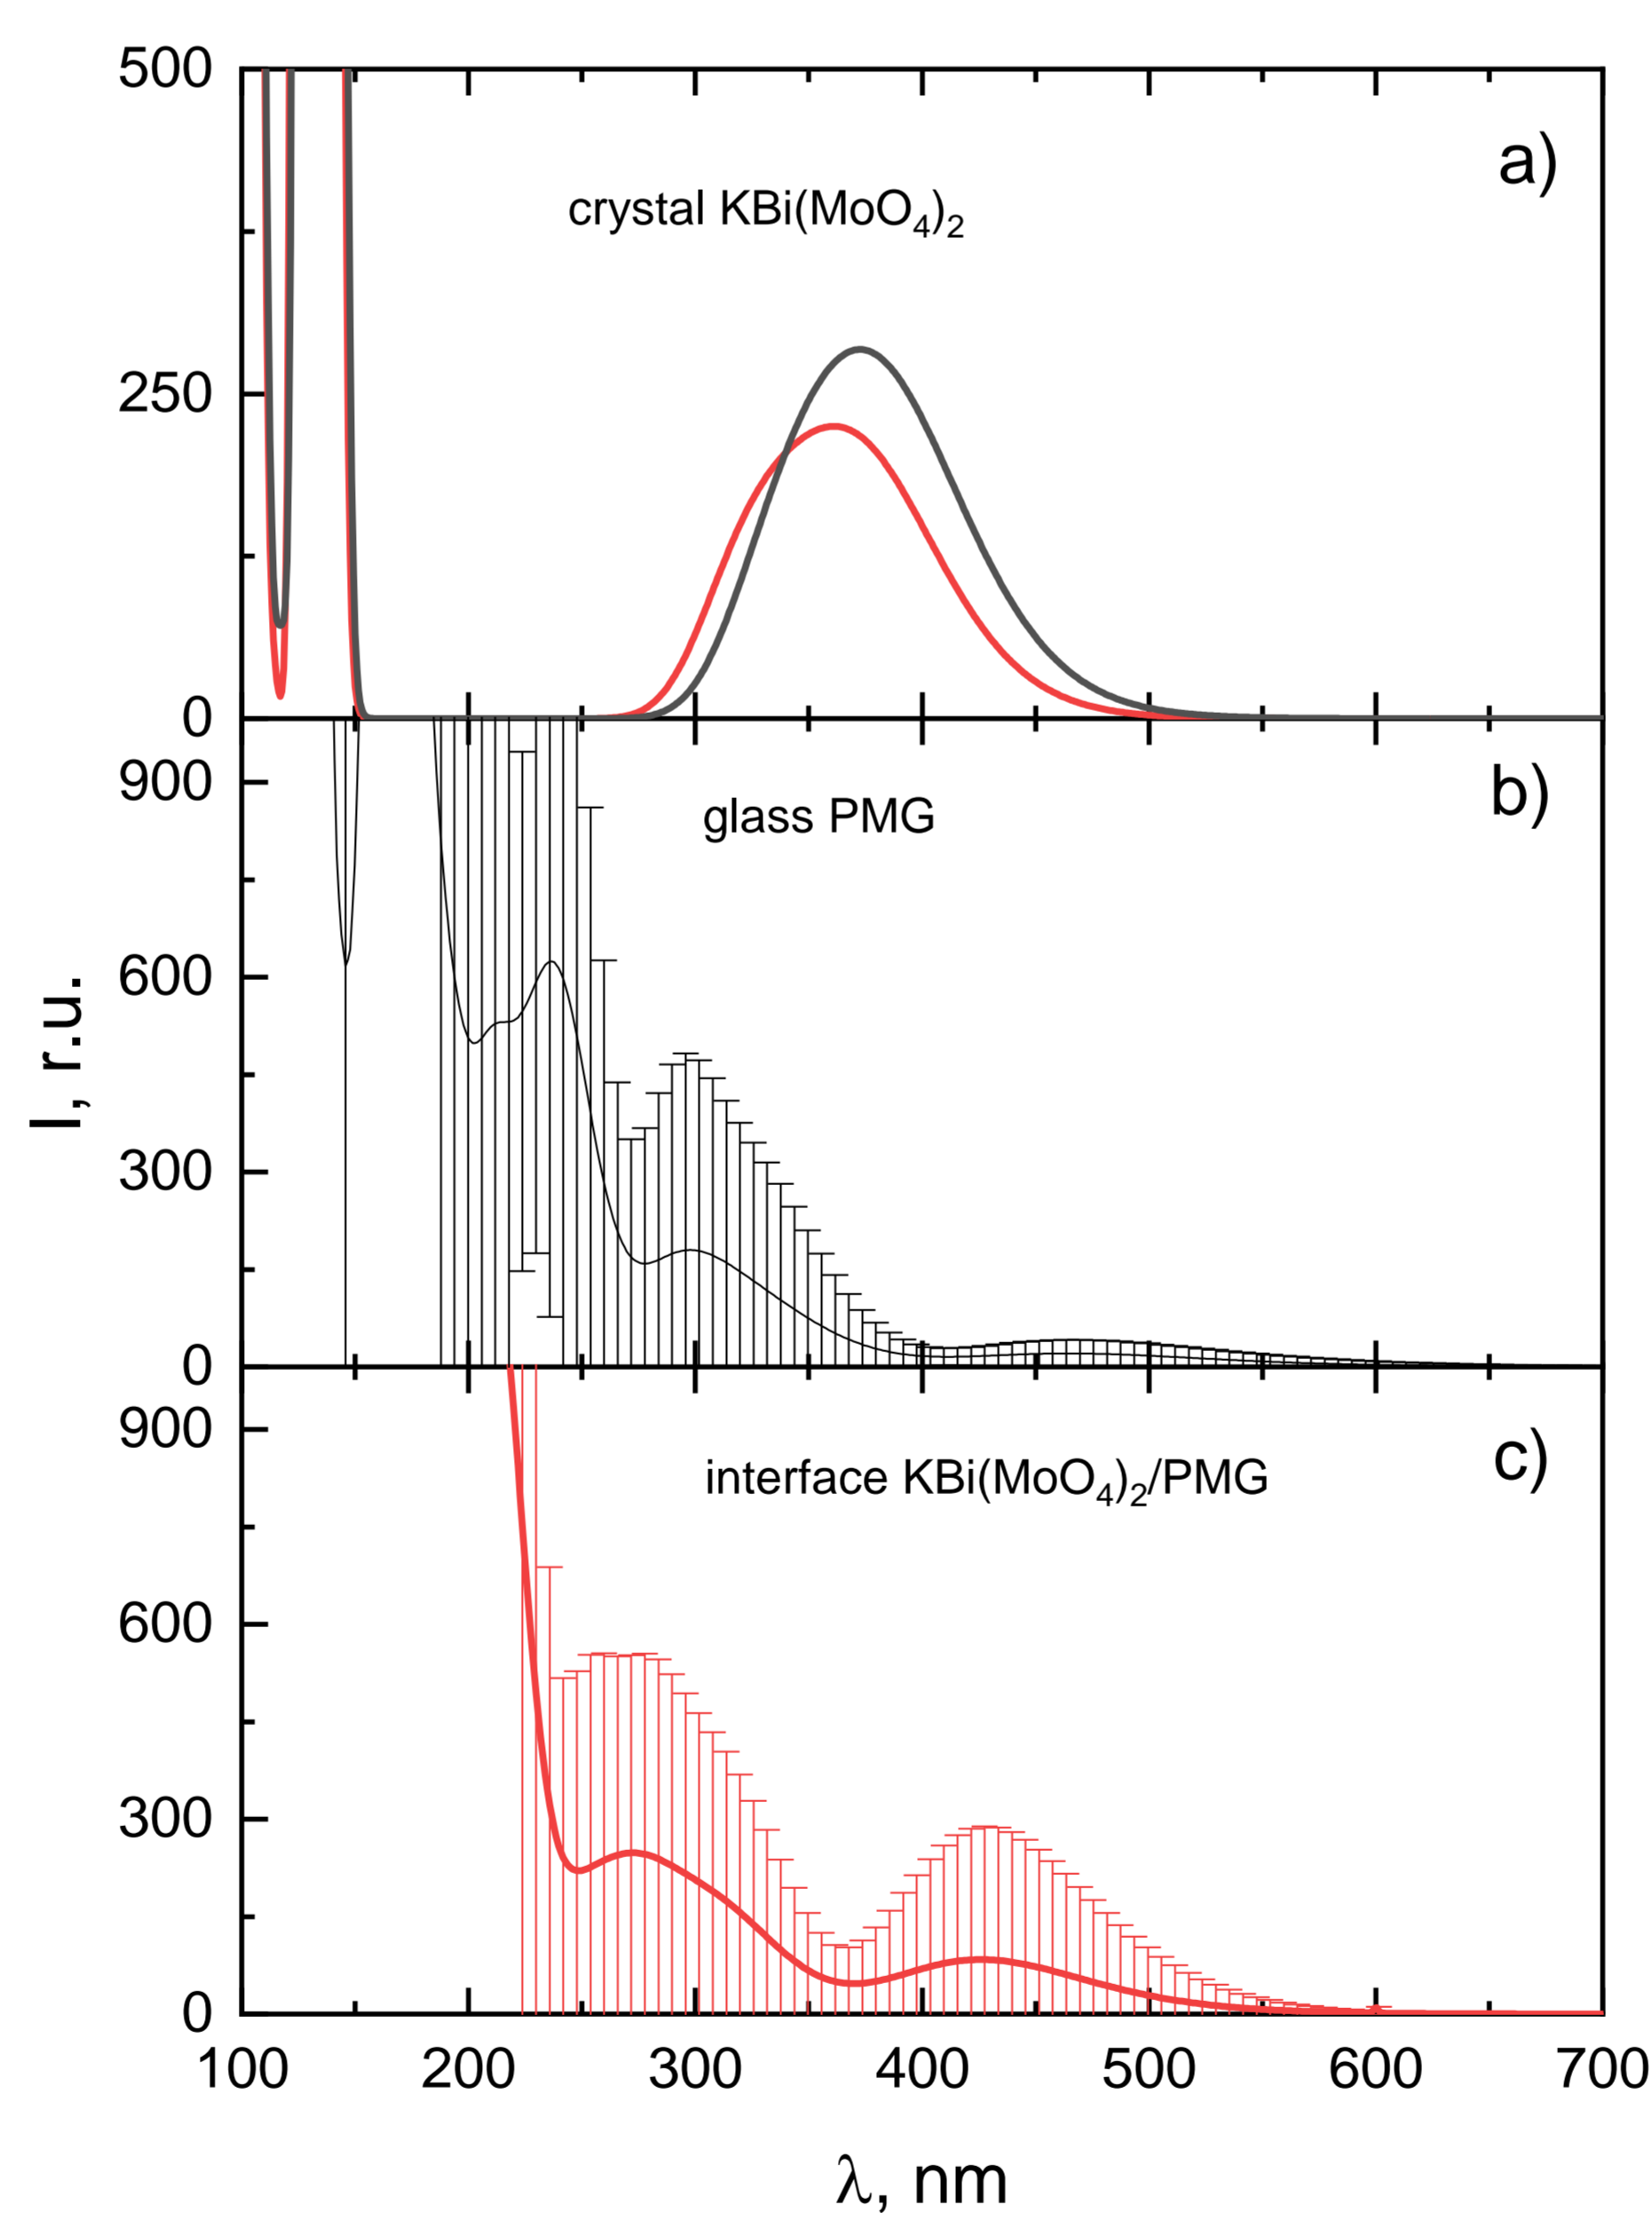 500
a)
crystal KBi(MoO₄)₂
250
0
900
b)
glass PMG
600
I, r.u.
300
0
900
c)
interface KBi(MoO₄)₂/PMG
600
300
0
100 200 300 400 500 600 700
λ, nm